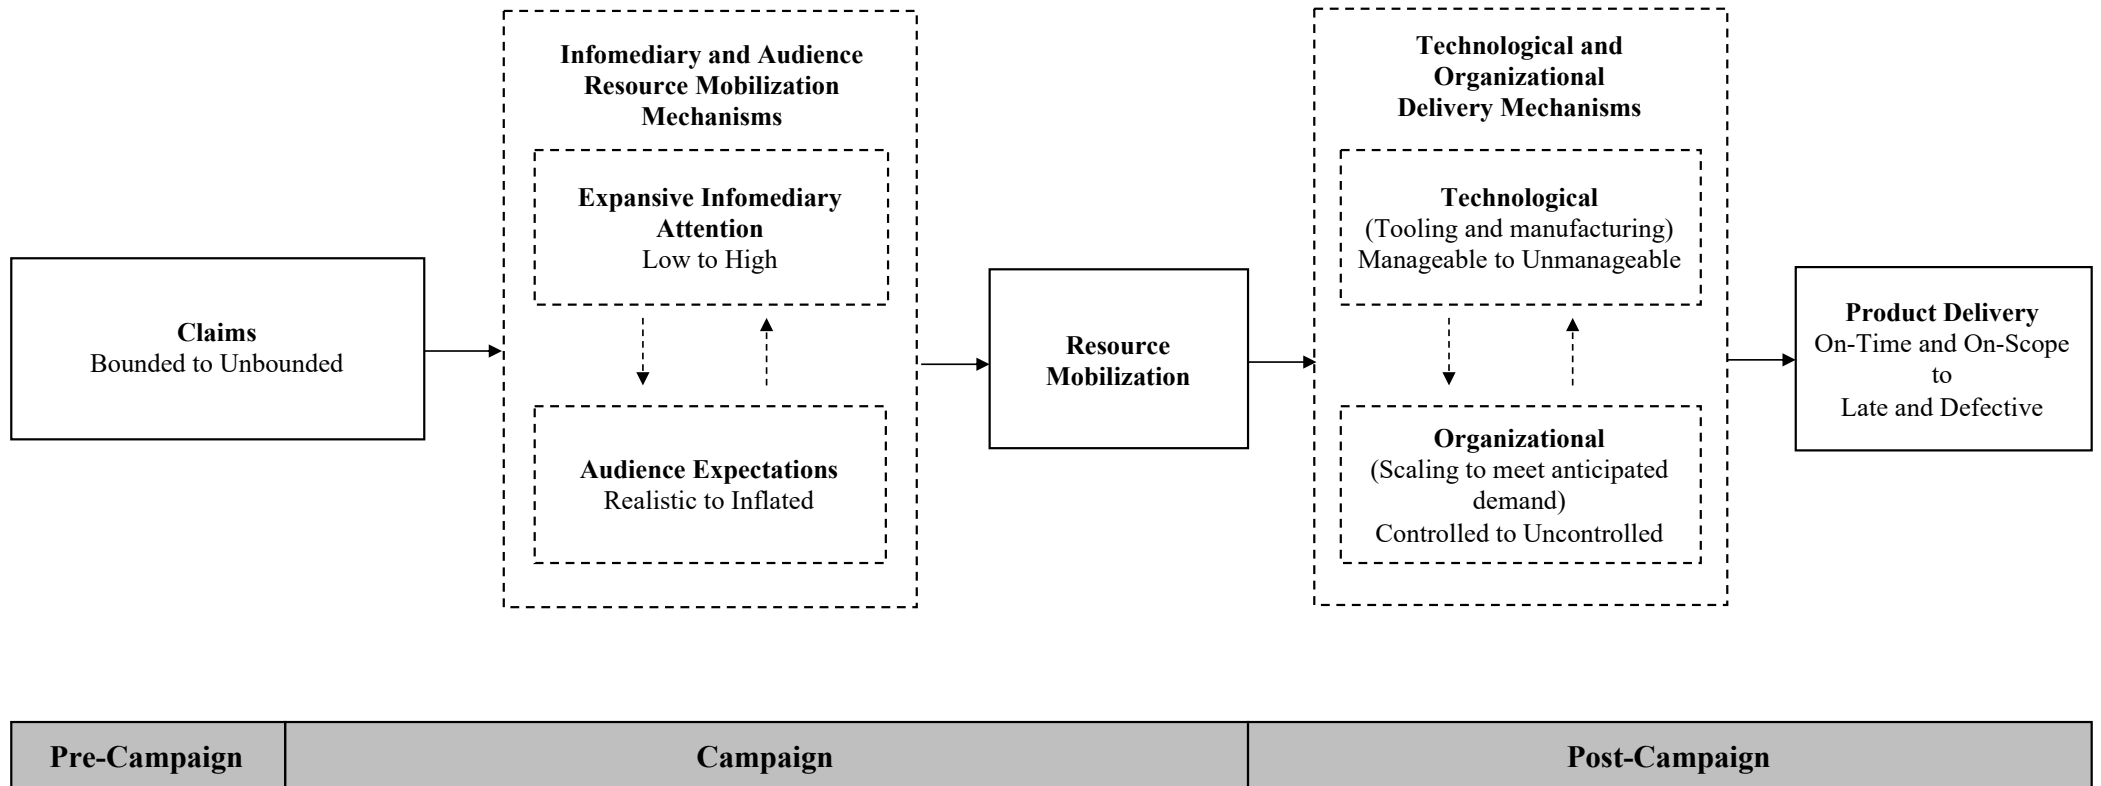 Claims
Bounded to Unbounded
Infomediary and Audience
Resource Mobilization
Mechanisms
Expansive Infomediary
Attention
Low to High
Audience Expectations
Realistic to Inflated
Resource
Mobilization
Technological and
Organizational
Delivery Mechanisms
Technological
(Tooling and manufacturing)
Manageable to Unmanageable
Organizational
(Scaling to meet anticipated
demand)
Controlled to Uncontrolled
Product Delivery
On-Time and On-Scope
to
Late and Defective
Pre-Campaign
Campaign
Post-Campaign